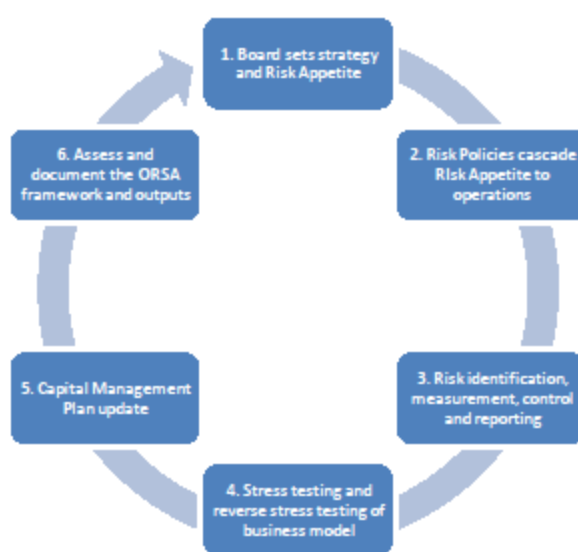 1. Board sets strategy
and Risk Appetite
2. Risk Policies cascade
RIsk Appetite to
operations
3. Risk identification,
measurement, control
and reporting
4. Stress testing and
reverse stress testing of
business model
5. Capital Management
Plan update
6. Assess and
document the ORSA
framework and outputs